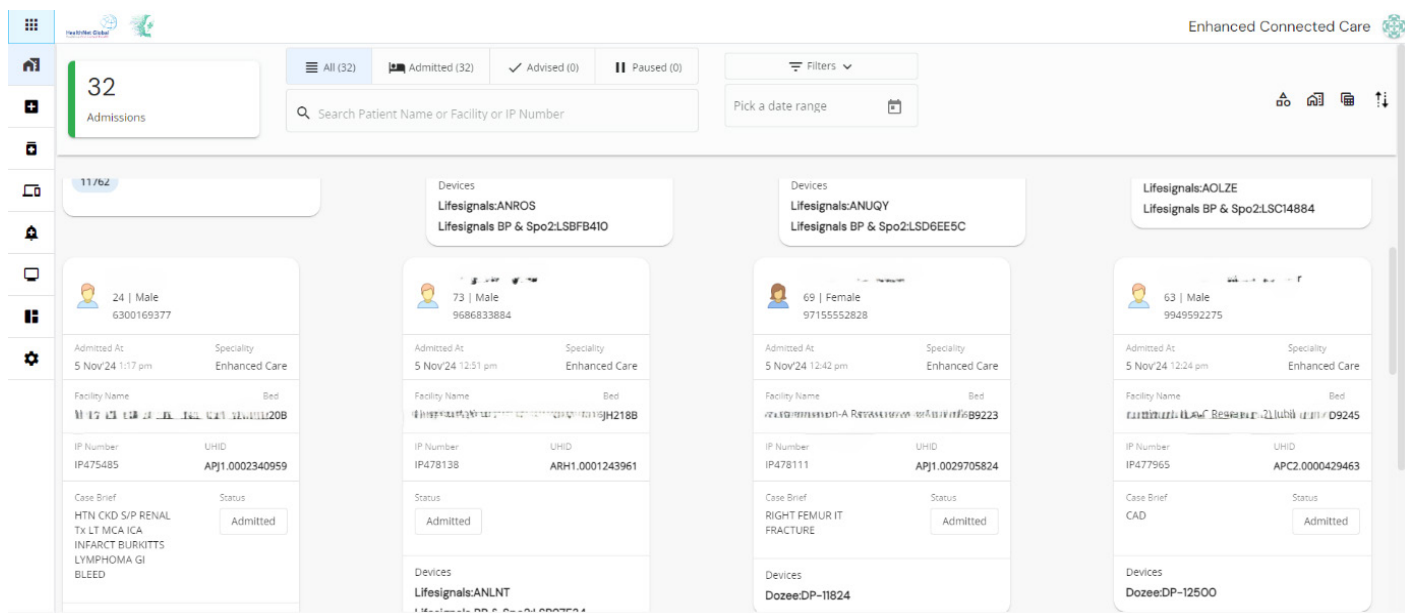 HealthNet Global
Enhanced Connected Care
32
Admissions
All (32)
Admitted (32)
Advised (0)
Paused (0)
Filters
Search Patient Name or Facility or IP Number
Pick a date range
11762
Devices
Lifesignals:ANROS
Lifesignals BP & Spo2:LSBFB410
Devices
Lifesignals:ANUQY
Lifesignals BP & Spo2:LSD6EE5C
Lifesignals:AOLZE
Lifesignals BP & Spo2:LSC14884
24 | Male
6300169377
Admitted At
Speciality
5 Nov'24 1:17 pm
Enhanced Care
Facility Name
Bed
20B
IP Number
UHID
IP475485
APJ1.0002340959
Case Brief
Status
HTN CKD S/P RENAL
Tx LT MCA ICA
INFARCT BURKITTS
LYMPHOMA GI
BLEED
Admitted
73 | Male
9686833884
Admitted At
Speciality
5 Nov'24 12:51 pm
Enhanced Care
Facility Name
Bed
JH218B
IP Number
UHID
IP478138
ARH1.0001243961
Status
Admitted
Devices
Lifesignals:ANLNT
69 | Female
97155552828
Admitted At
Speciality
5 Nov'24 12:42 pm
Enhanced Care
Facility Name
Bed
B9223
IP Number
UHID
IP478111
APJ1.0029705824
Case Brief
Status
RIGHT FEMUR IT
FRACTURE
Admitted
Devices
Dozee:DP-11824
63 | Male
9949592275
Admitted At
Speciality
5 Nov'24 12:24 pm
Enhanced Care
Facility Name
Bed
D9245
IP Number
UHID
IP477965
APC2.0000429463
Case Brief
Status
CAD
Admitted
Devices
Dozee:DP-12500